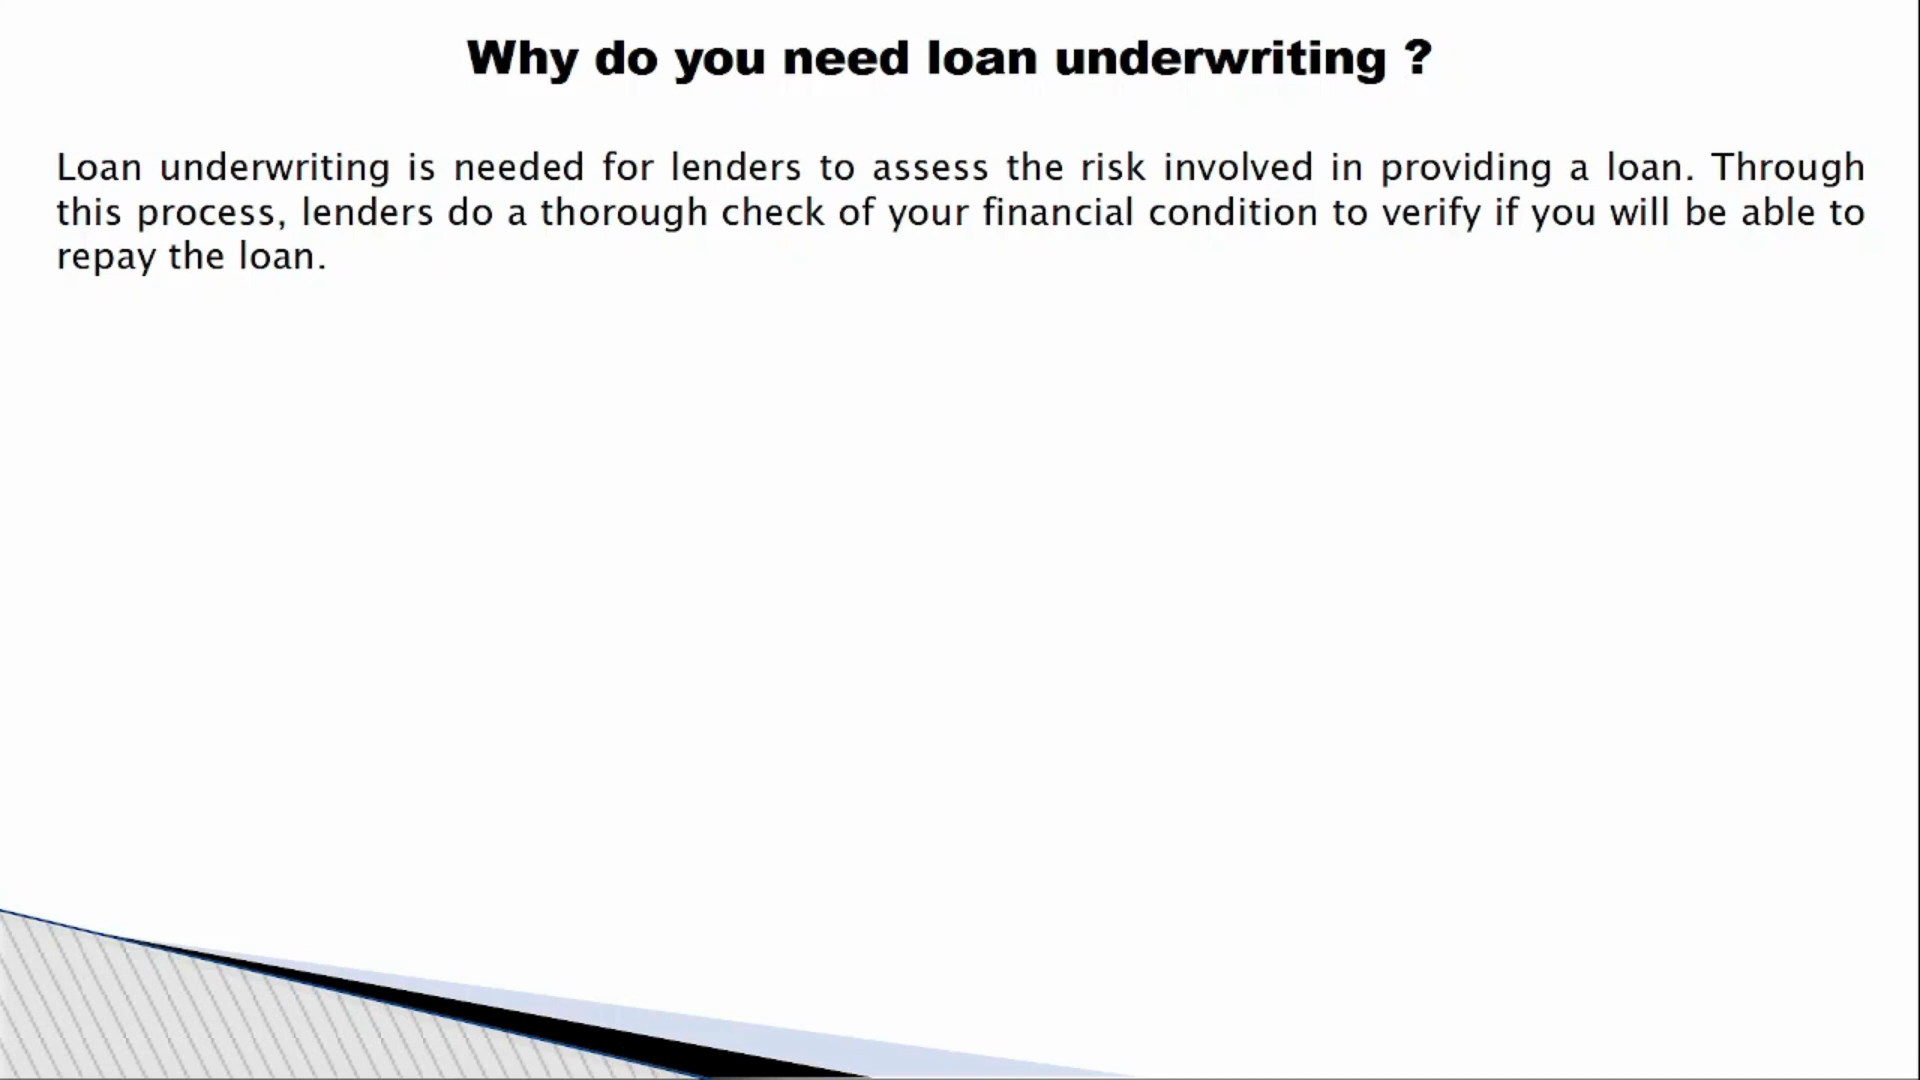 Why do you need loan underwriting ?
Loan underwriting is needed for lenders to assess the risk involved in providing a loan. Through
this process, lenders do a thorough check of your financial condition to verify if you will be able to
repay the loan.